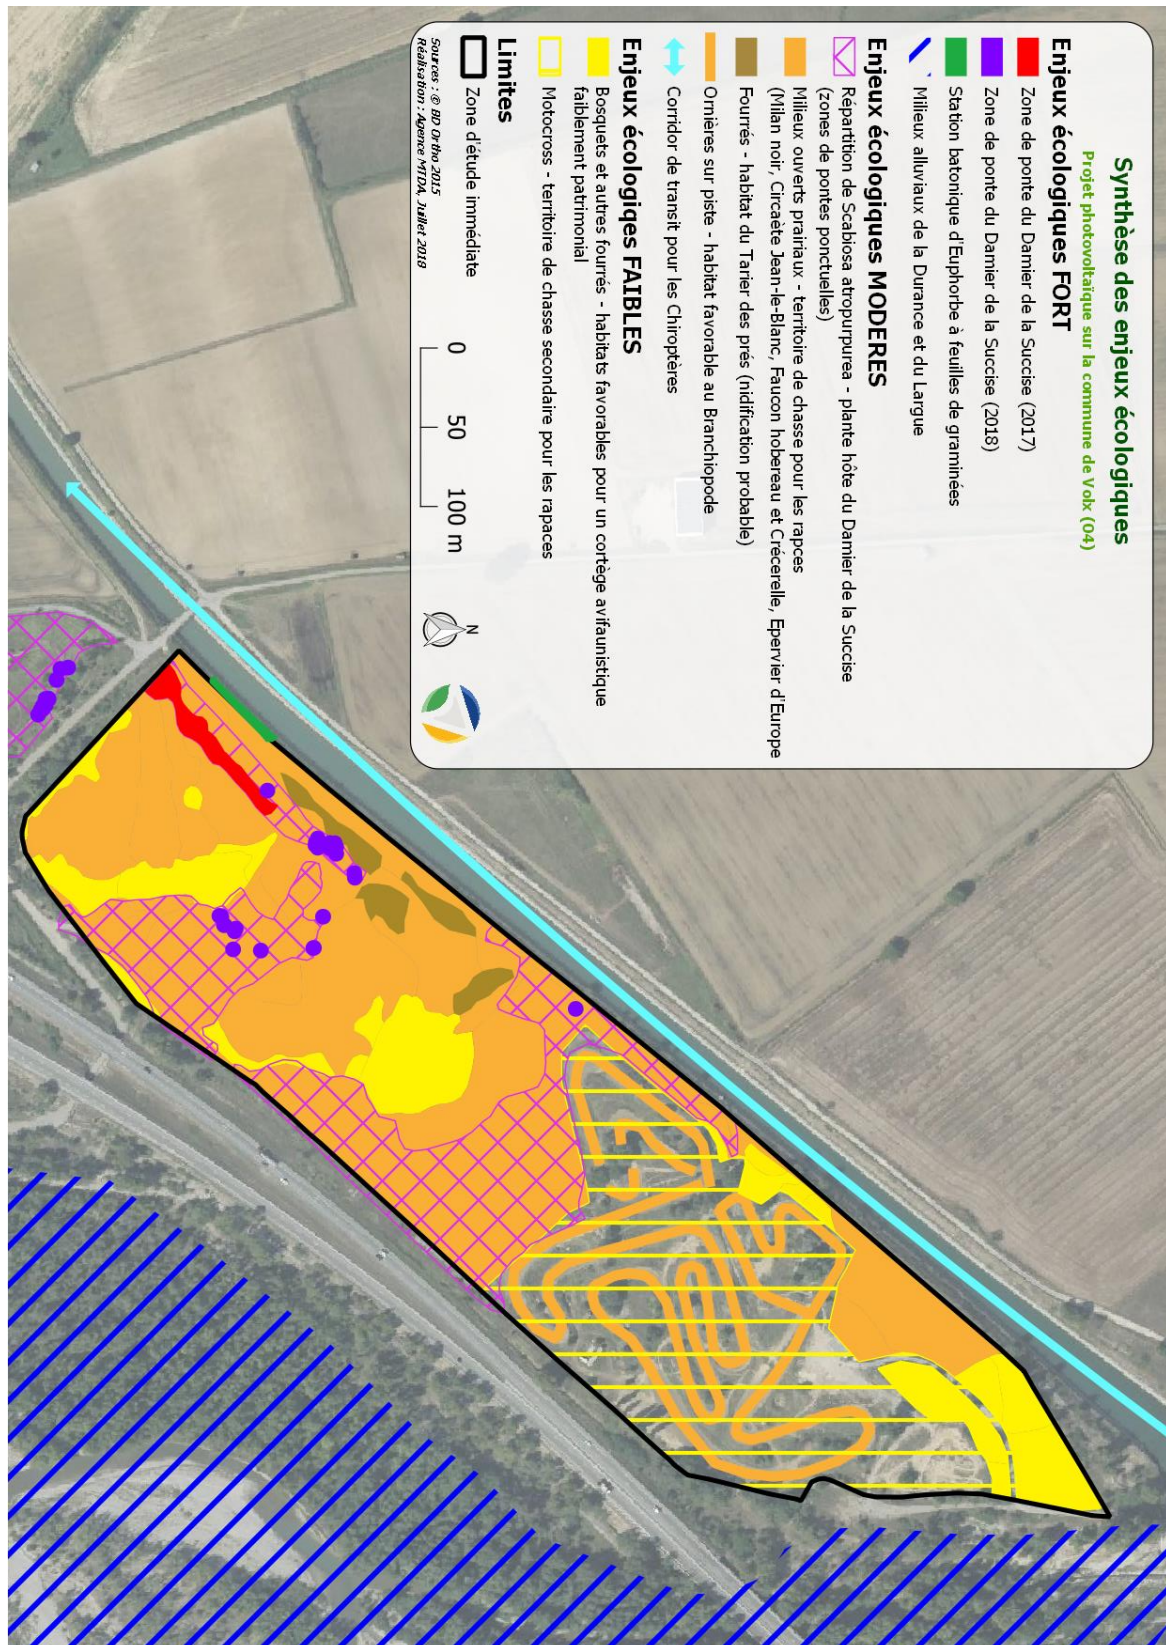 Synthèse des enjeux écologiques
Projet photovoltaïque sur la commune de Volx (04)
Enjeux écologiques FORT
Zone de ponte du Damier de la Succise (2017)
Zone de ponte du Damier de la Succise (2018)
Station batonique d'Euphorbe à feuilles de graminées
Milieux alluviaux de la Durance et du Largue
Enjeux écologiques MODERES
Répartition de Scabiosa atropurpurea - plante hôte du Damier de la Succise
(zones de pontes ponctuelles)
Milieux ouverts prairiaux - territoire de chasse pour les rapces
(Milan noir, Circaète Jean-le-Blanc, Faucon hobereau et Crécerelle, Epervier d'Europe
Fourrés - habitat du Tarier des prés (nidification probable)
Ornières sur piste - habitat favorable au Branchiopode
Corridor de transit pour les Chiroptères
Enjeux écologiqes FAIBLES
Bosquets et autres fourrés - habitats favorables pour un cortège avifaunistique
faiblement patrimonial
Motocross - territoire de chasse secondaire pour les rapaces
Limites
Zone d'étude immédiate
0 50 100 m
N
Sources : © BD Ortho 2015
Réalisation : Agence MTDA, Juillet 2018